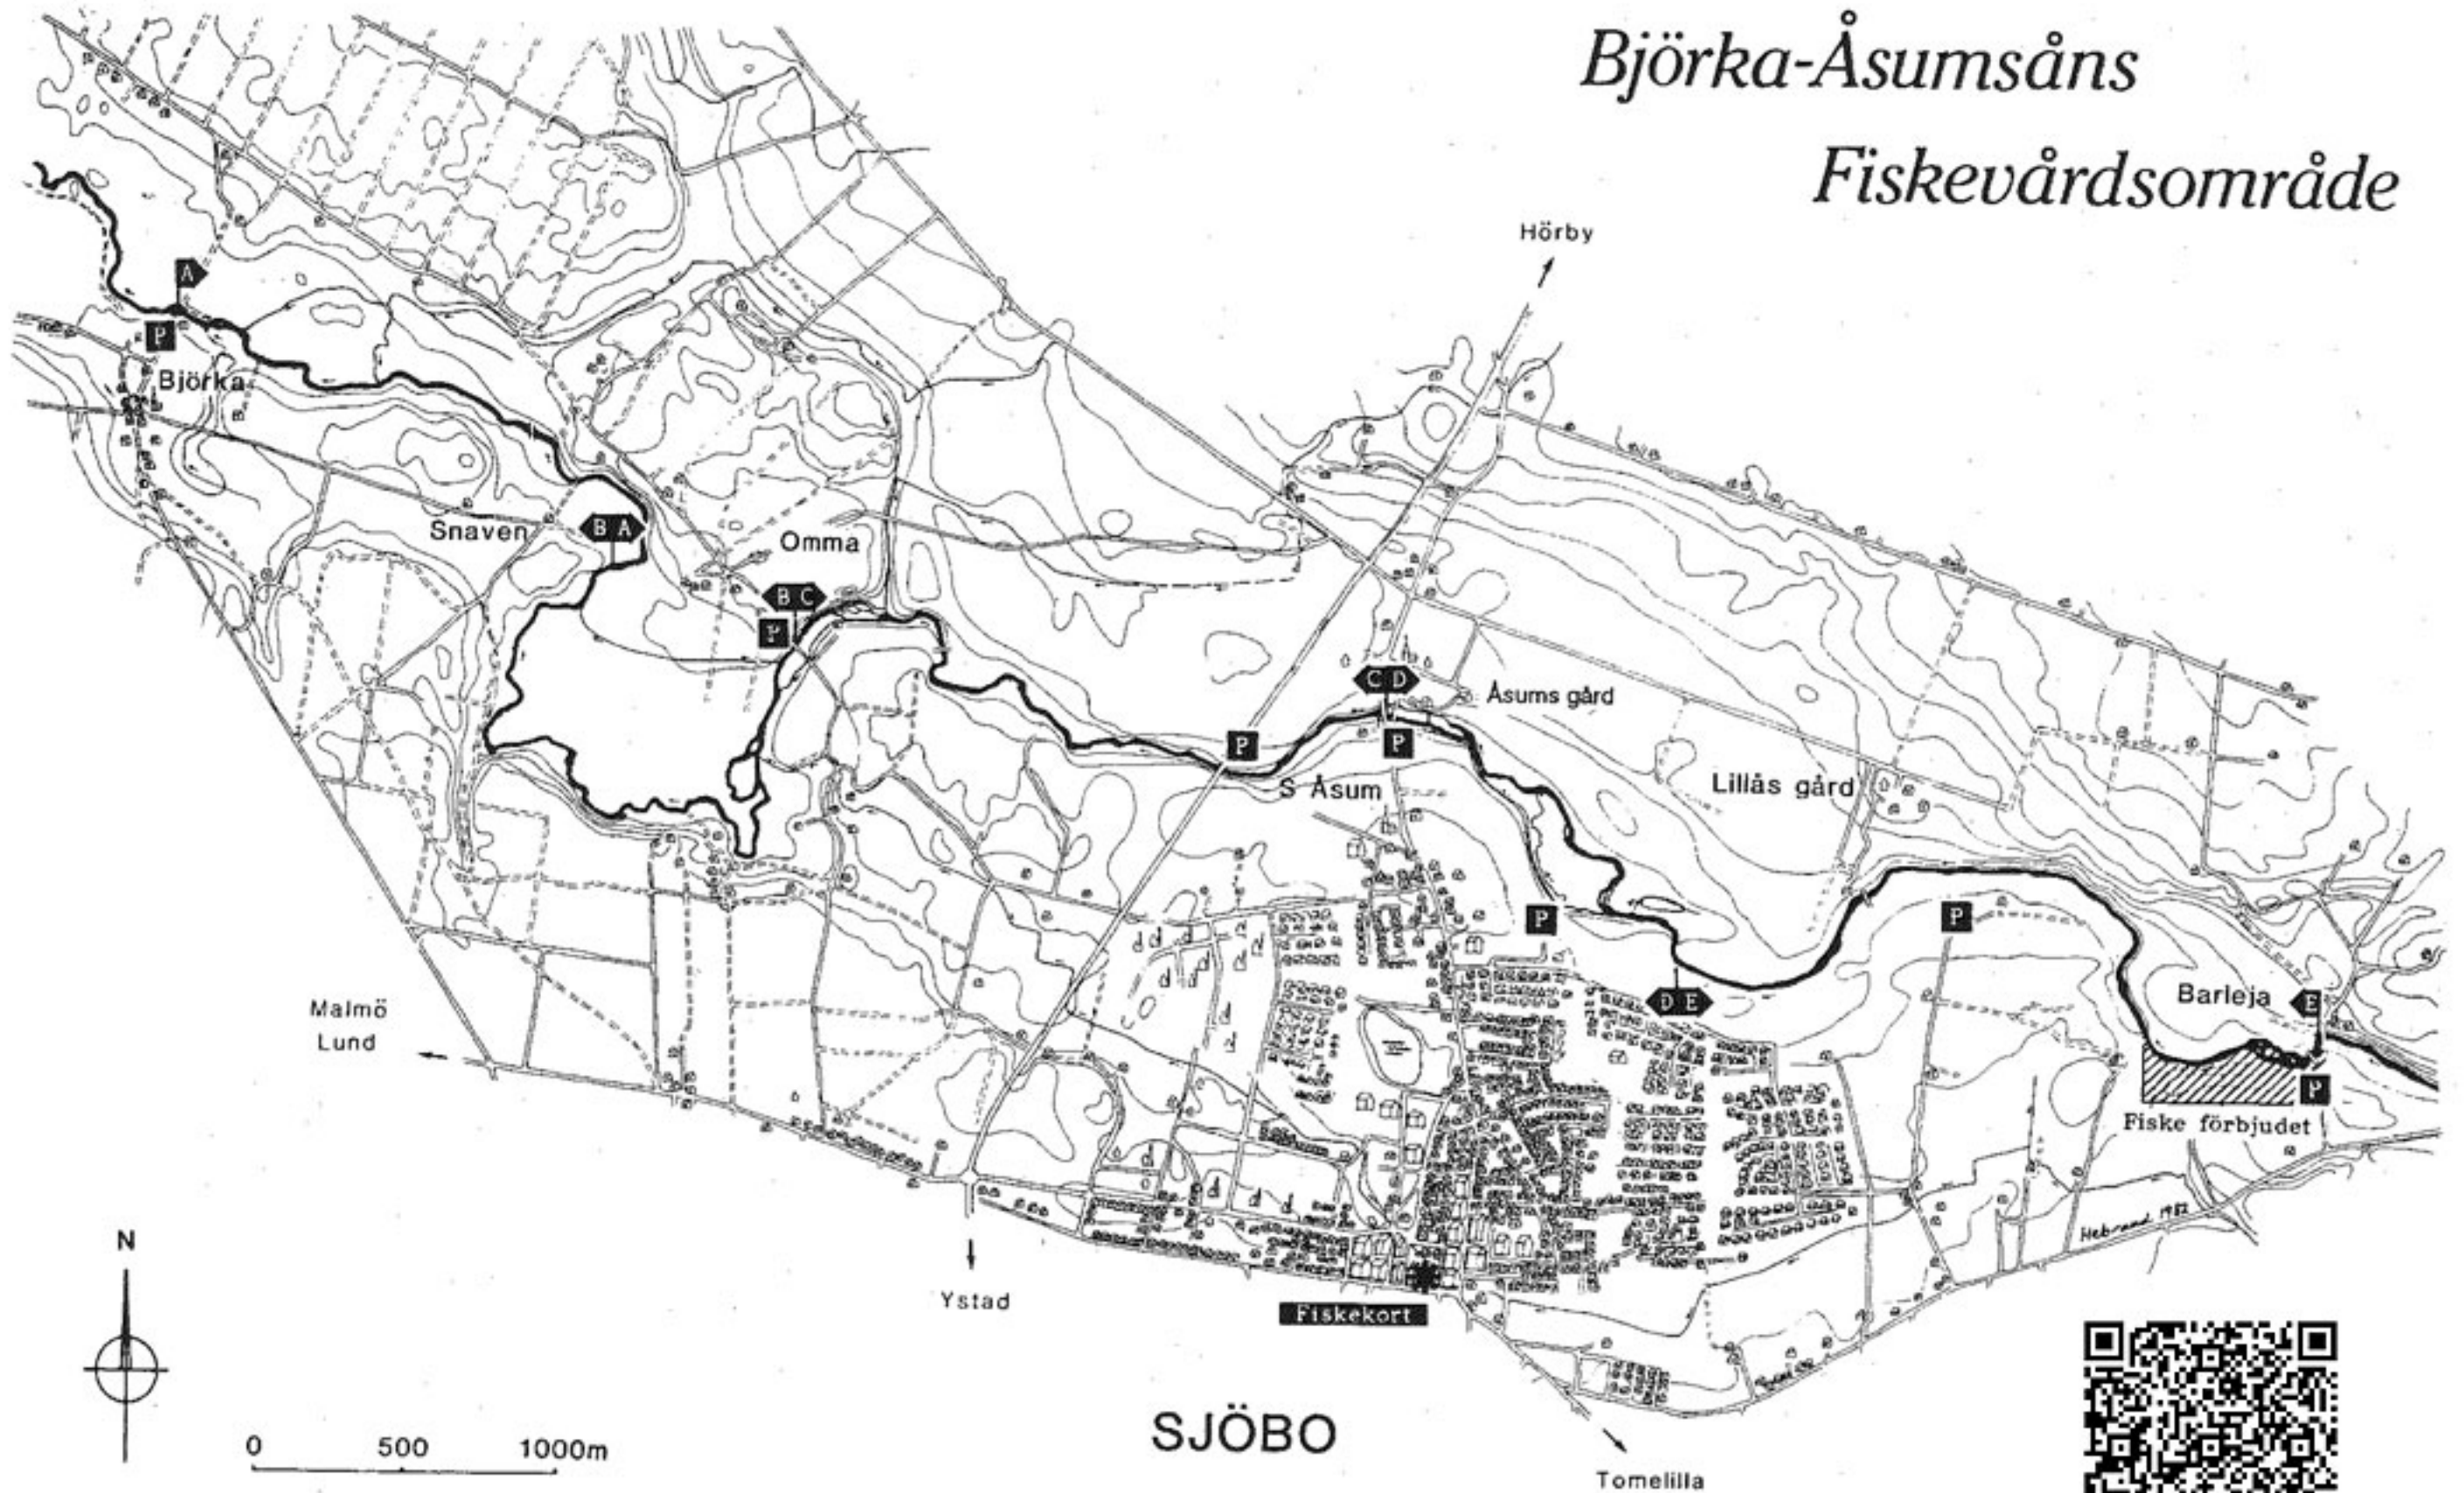 Björka-Åsumsåns
Fiskevårdsområde
Hörby
A
P
Björka
Snaven
B A
Omma
B C
P
C D
Åsums gård
P
P
S Åsum
Lillås gård
P
P
D E
Barleja
E
P
Fiske förbjudet
Malmö
Lund
N
Ystad
Fiskekort
0 500 1000m
SJÖBO
Tomelilla